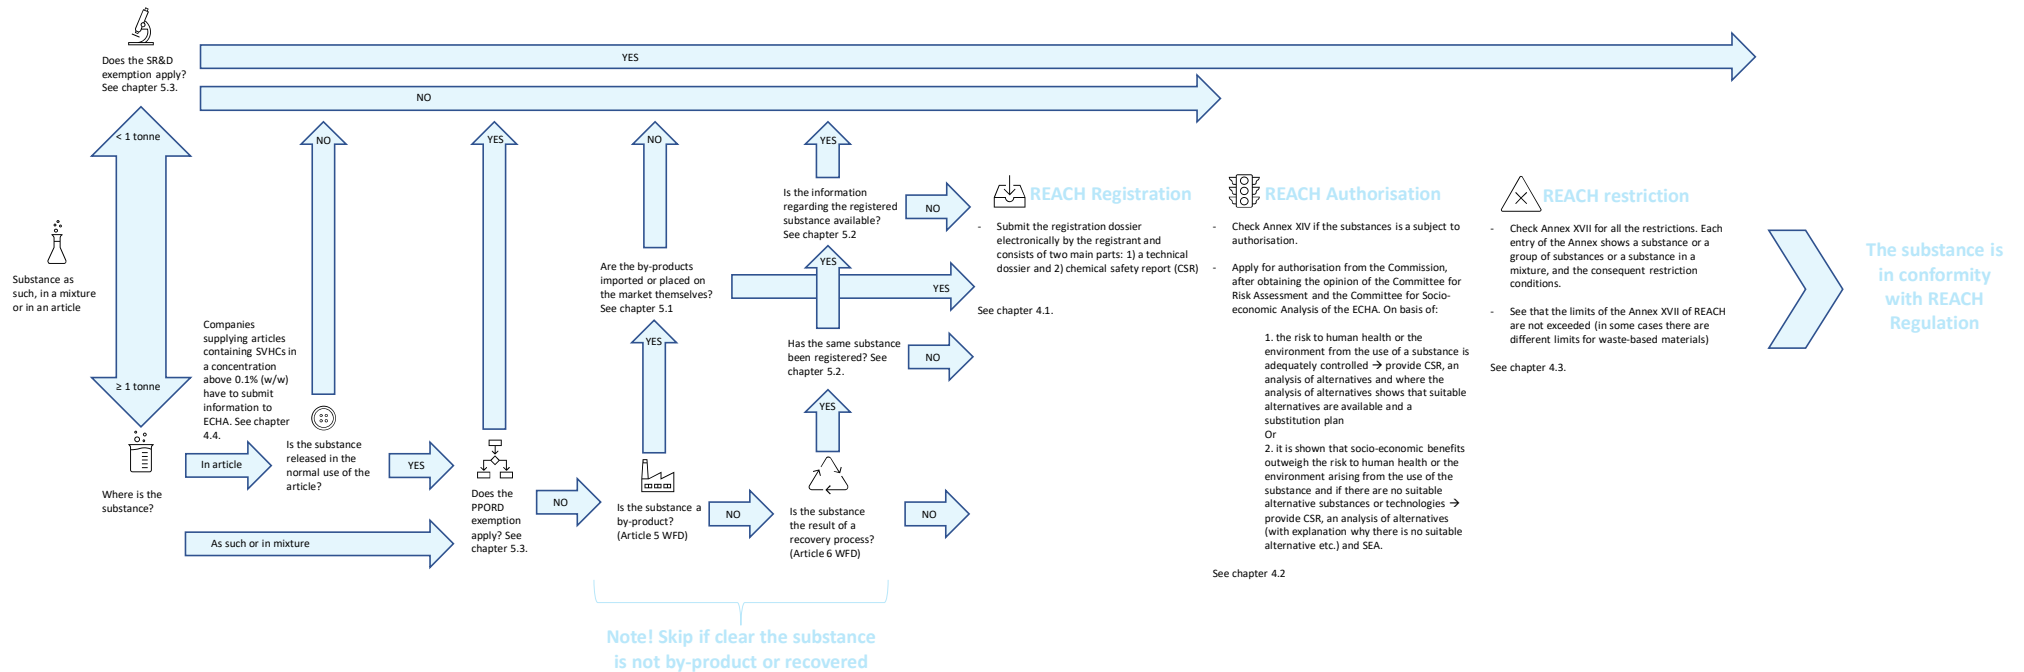 Does the SR&D
exemption apply?
See chapter 5.3.
YES
NO
< 1 tonne
≥ 1 tonne
Substance as
such, in a mixture
or in an article
Where is the
substance?
Companies
supplying articles
containing SVHCs in
a concentration
above 0.1% (w/w)
have to submit
information to
ECHA. See chapter
4.4.
In article
As such or in mixture
NO
Is the substance
released in the
normal use of the
article?
YES
YES
Does the
PPORD
exemption
apply? See
chapter 5.3.
NO
NO
Are the by-products
imported or placed on
the market themselves?
See chapter 5.1
YES
YES
Is the substance a
by-product?
(Article 5 WFD)
NO
YES
Is the information
regarding the registered
substance available?
See chapter 5.2
NO
YES
Has the same substance
been registered? See
chapter 5.2.
NO
YES
Is the substance
the result of a
recovery process?
(Article 6 WFD)
NO
Note! Skip if clear the substance
is not by-product or recovered
REACH Registration
- Submit the registration dossier
electronically by the registrant and
consists of two main parts: 1) a technical
dossier and 2) chemical safety report (CSR)
See chapter 4.1.
REACH Authorisation
- Check Annex XIV if the substances is a subject to
authorisation.
- Apply for authorisation from the Commission,
after obtaining the opinion of the Committee for
Risk Assessment and the Committee for Socio-
economic Analysis of the ECHA. On basis of:
1. the risk to human health or the
environment from the use of a substance is
adequately controlled → provide CSR, an
analysis of alternatives and where the
analysis of alternatives shows that suitable
alternatives are available and a
substitution plan
Or
2. it is shown that socio-economic benefits
outweigh the risk to human health or the
environment arising from the use of the
substance and if there are no suitable
alternative substances or technologies →
provide CSR, an analysis of alternatives
(with explanation why there is no suitable
alternative etc.) and SEA.
See chapter 4.2
REACH restriction
- Check Annex XVII for all the restrictions. Each
entry of the Annex shows a substance or a
group of substances or a substance in a
mixture, and the consequent restriction
conditions.
- See that the limits of the Annex XVII of REACH
are not exceeded (in some cases there are
different limits for waste-based materials)
See chapter 4.3.
The substance is
in conformity
with REACH
Regulation